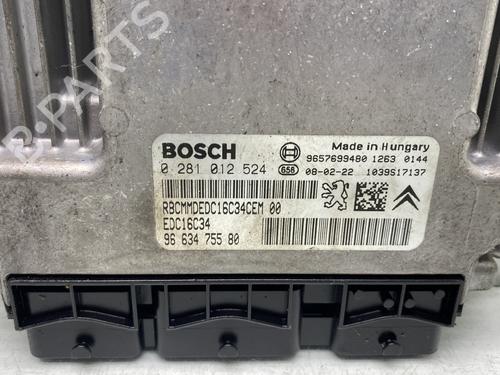 B-PARTS
BOSCH
Made in Hungary
0 281 012 524 658
9657699480 1263 0144
08-02-22 1039S17137
RBCMMDEDC16C34CEM 00
EDC16C34
96 634 755 80